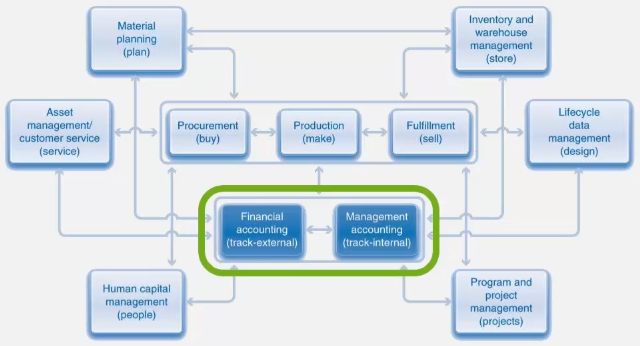 Material
planning
(plan)
Inventory and
warehouse
management
(store)
Asset
management/
customer service
(service)
Procurement
(buy)
Production
(make)
Fulfillment
(sell)
Lifecycle
data
management
(design)
Financial
accounting
(track-external)
Management
accounting
(track-internal)
Human capital
management
(people)
Program and
project
management
(projects)